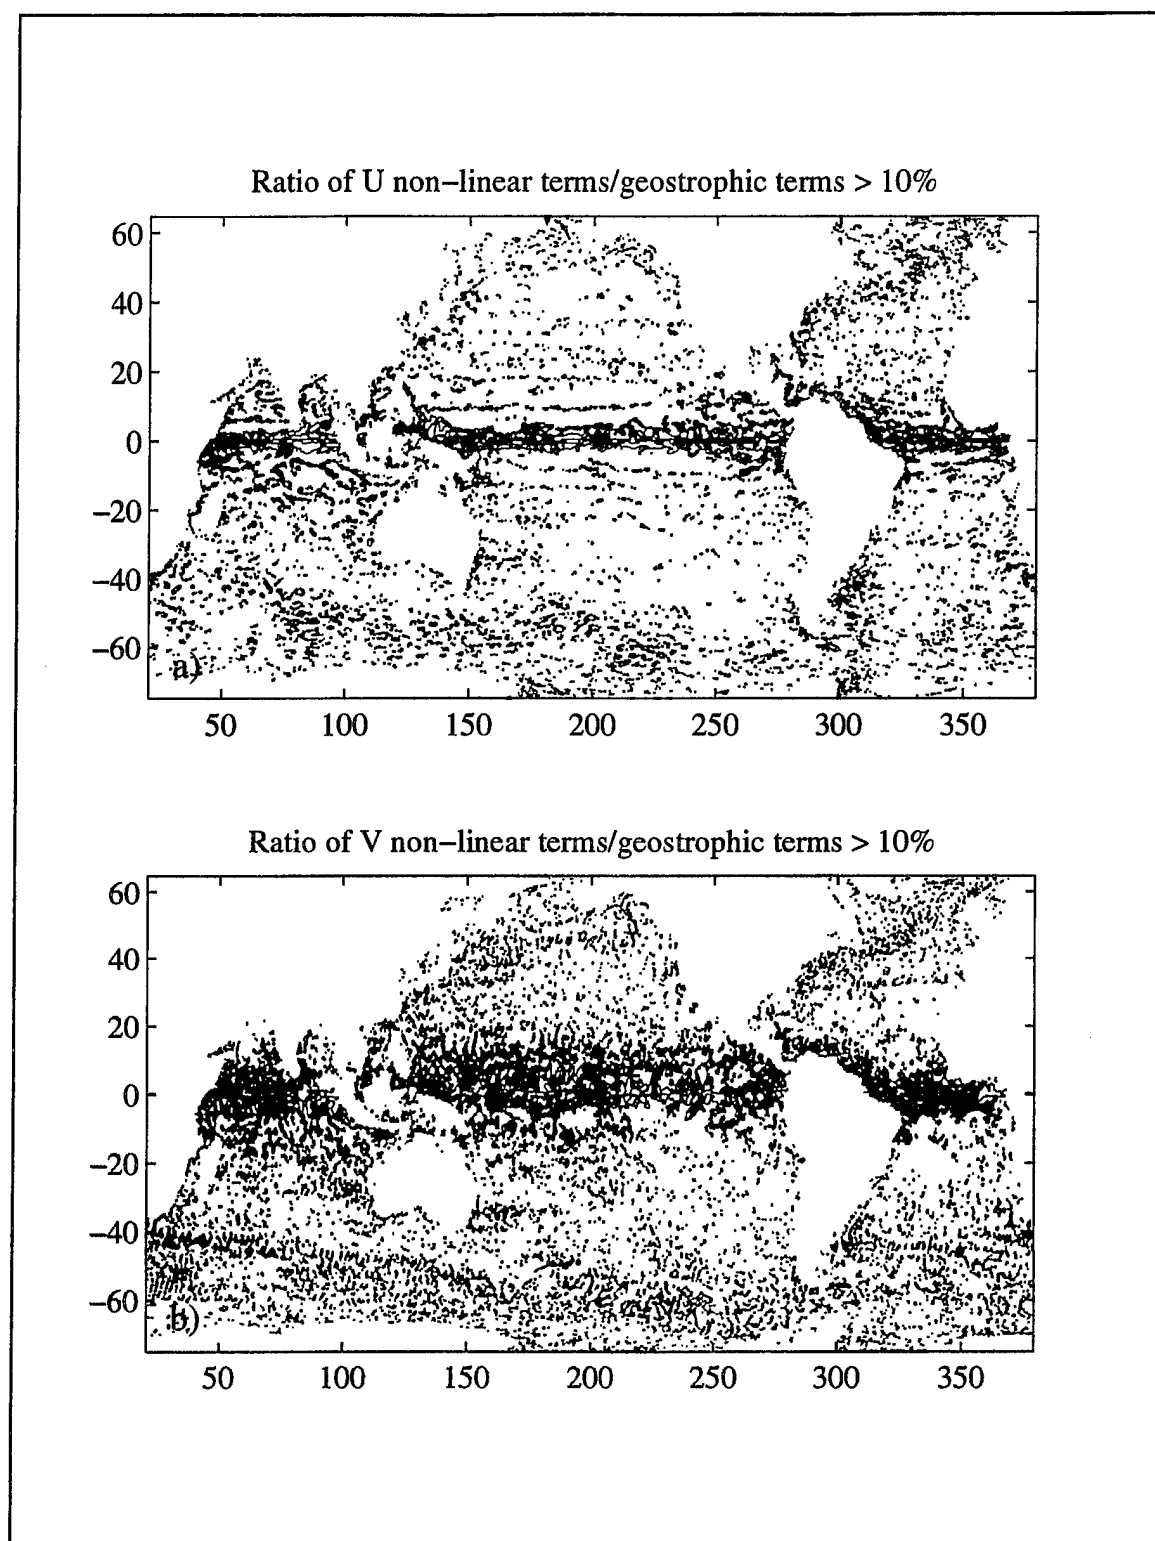 Ratio of U non–linear terms/geostrophic terms > 10%
60
40
20
0
−20
−40
−60
a)
50 100 150 200 250 300 350
Ratio of V non–linear terms/geostrophic terms > 10%
60
40
20
0
−20
−40
−60
b)
50 100 150 200 250 300 350